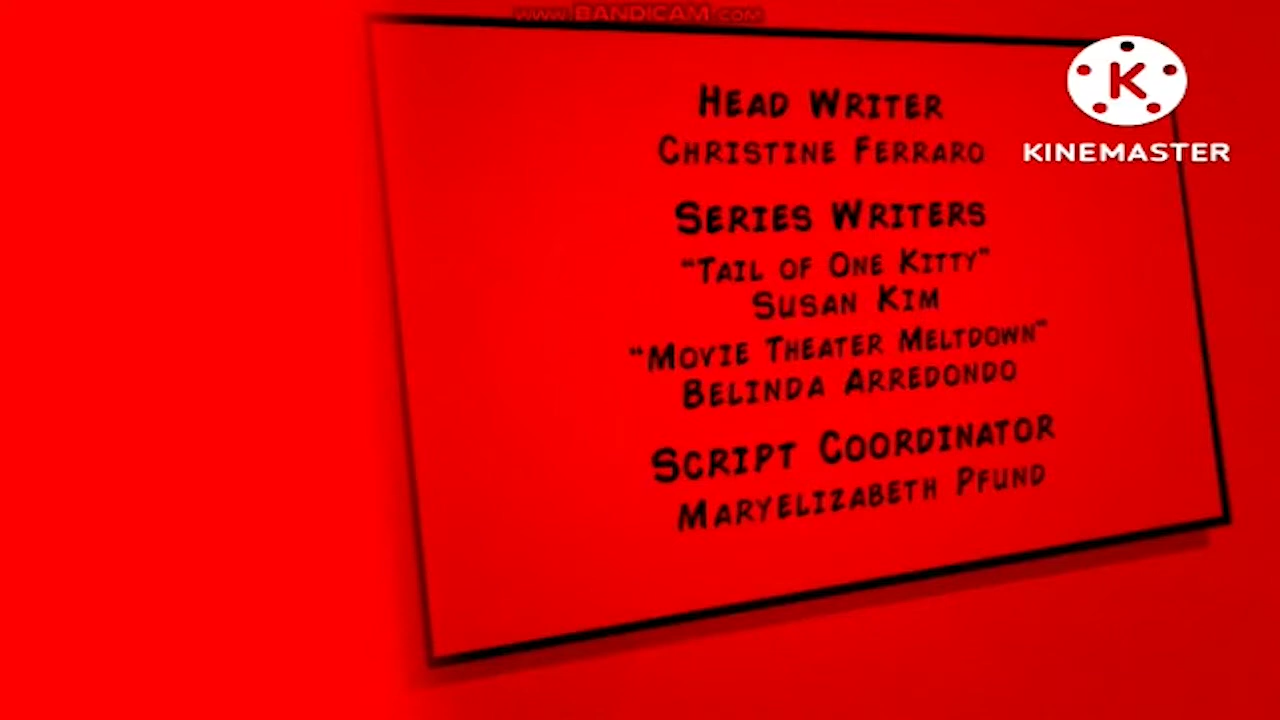 www.BANDICAM.com
HEAD WRITER
CHRISTINE FERRARO
SERIES WRITERS
"TAIL OF ONE KITTY"
SUSAN KIM
"MOVIE THEATER MELTDOWN"
BELINDA ARREDONDO
SCRIPT COORDINATOR
MARYELIZABETH PFUND
K
KINEMASTER